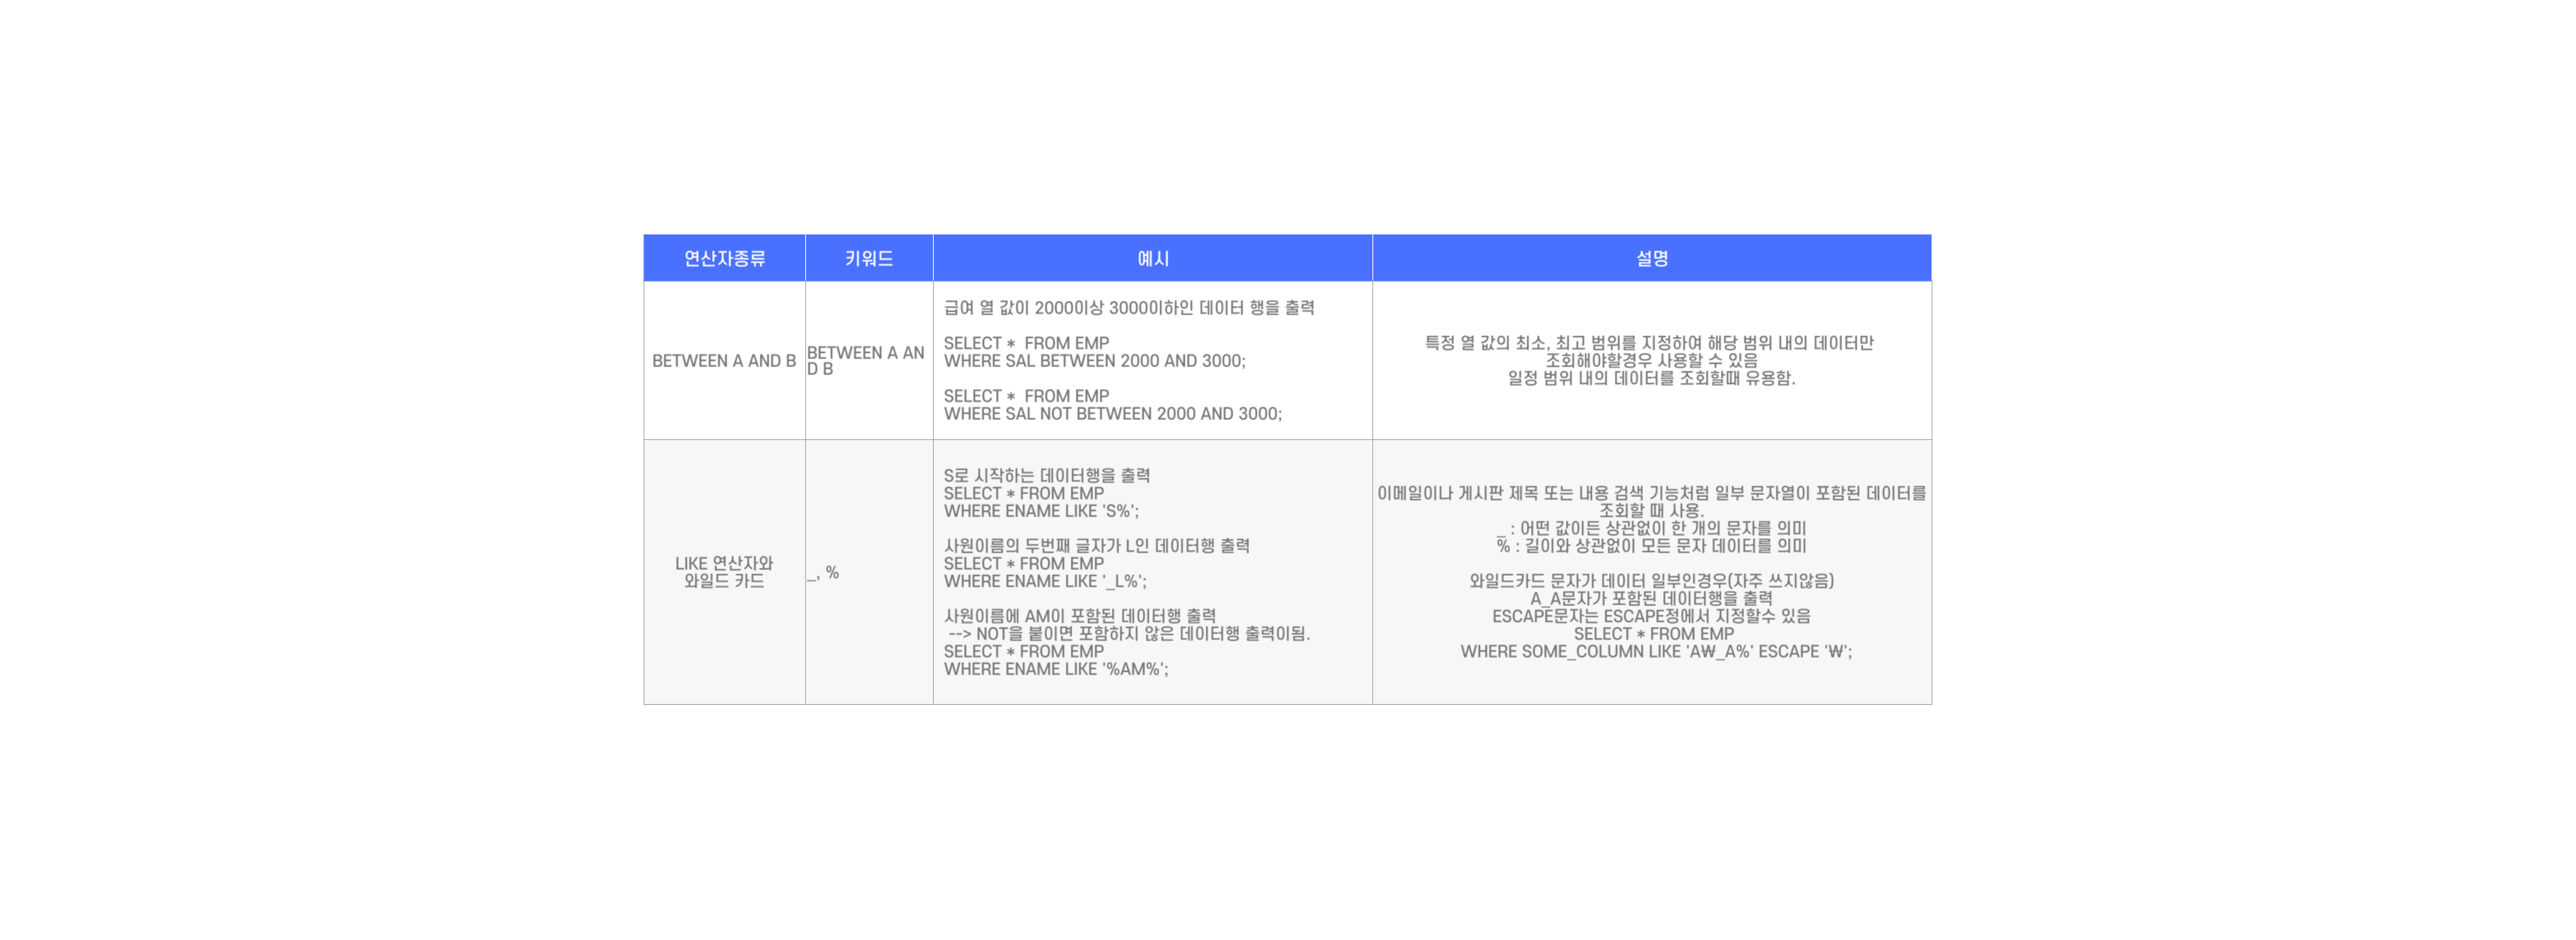 연산자종류
키워드
예시
설명
BETWEEN A AND B
BETWEEN A AN
D B
급여 열 값이 2000이상 3000이하인 데이터 행을 출력
SELECT *  FROM EMP
WHERE SAL BETWEEN 2000 AND 3000;
SELECT *  FROM EMP
WHERE SAL NOT BETWEEN 2000 AND 3000;
특정 열 값의 최소, 최고 범위를 지정하여 해당 범위 내의 데이터만
조회해야할경우 사용할 수 있음
일정 범위 내의 데이터를 조회할때 유용함.
LIKE 연산자와
와일드 카드
_, %
S로 시작하는 데이터행을 출력
SELECT * FROM EMP
WHERE ENAME LIKE 'S%';
사원이름의 두번째 글자가 L인 데이터행 출력
SELECT * FROM EMP
WHERE ENAME LIKE '_L%';
사원이름에 AM이 포함된 데이터행 출력
--> NOT을 붙이면 포함하지 않은 데이터행 출력이됨.
SELECT * FROM EMP
WHERE ENAME LIKE '%AM%';
이메일이나 게시판 제목 또는 내용 검색 기능처럼 일부 문자열이 포함된 데이터를
조회할 때 사용.
_ : 어떤 값이든 상관없이 한 개의 문자를 의미
% : 길이와 상관없이 모든 문자 데이터를 의미
와일드카드 문자가 데이터 일부인경우(자주 쓰지않음)
A_A문자가 포함된 데이터행을 출력
ESCAPE문자는 ESCAPE정에서 지정할수 있음
SELECT * FROM EMP
WHERE SOME_COLUMN LIKE 'A₩_A%' ESCAPE '₩';